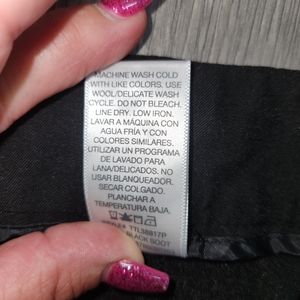 MACHINE WASH COLD
WITH LIKE COLORS. USE
WOOL/DELICATE WASH
CYCLE. DO NOT BLEACH.
LINE DRY. LOW IRON.
LAVAR A MÁQUINA CON
AGUA FRÍA Y CON
COLORES SIMILARES.
UTILIZAR UN PROGRAMA
DE LAVADO PARA
LANA/DELICADOS. NO
USAR BLANQUEADOR.
SECAR COLGADO.
PLANCHAR A
TEMPERATURA BAJA.
TTL38817P
BLACK SOOT